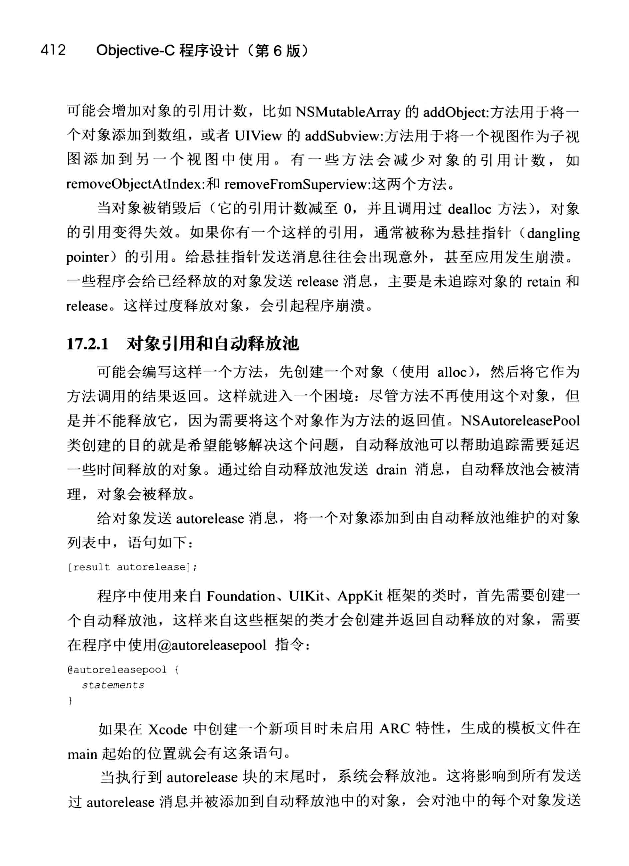 412 Objective-C 程序设计（第 6 版）
可能会增加对象的引用计数，比如 NSMutableArray 的 addObject:方法用于将一
个对象添加到数组，或者 UIView 的 addSubview:方法用于将一个视图作为子视
图添加到另一个视图中使用。有一些方法会减少对象的引用计数，如
removeObjectAtIndex:和 removeFromSuperview:这两个方法。
当对象被销毁后（它的引用计数减至 0，并且调用过 dealloc 方法），对象
的引用变得失效。如果你有一个这样的引用，通常被称为悬挂指针（dangling
pointer）的引用。给悬挂指针发送消息往往会出现意外，甚至应用发生崩溃。
一些程序会给已经释放的对象发送 release 消息，主要是未追踪对象的 retain 和
release。这样过度释放对象，会引起程序崩溃。
17.2.1 对象引用和自动释放池
可能会编写这样一个方法，先创建一个对象（使用 alloc），然后将它作为
方法调用的结果返回。这样就进入一个困境：尽管方法不再使用这个对象，但
是并不能释放它，因为需要将这个对象作为方法的返回值。NSAutoreleasePool
类创建的目的就是希望能够解决这个问题，自动释放池可以帮助追踪需要延迟
一些时间释放的对象。通过给自动释放池发送 drain 消息，自动释放池会被清
理，对象会被释放。
给对象发送 autorelease 消息，将一个对象添加到由自动释放池维护的对象
列表中，语句如下：
[result autorelease];
程序中使用来自 Foundation、UIKit、AppKit 框架的类时，首先需要创建一
个自动释放池，这样来自这些框架的类才会创建并返回自动释放的对象，需要
在程序中使用@autoreleasepool 指令：
@autoreleasepool {
statements
}
如果在 Xcode 中创建一个新项目时未启用 ARC 特性，生成的模板文件在
main 起始的位置就会有这条语句。
当执行到 autorelease 块的末尾时，系统会释放池。这将影响到所有发送
过 autorelease 消息并被添加到自动释放池中的对象，会对池中的每个对象发送